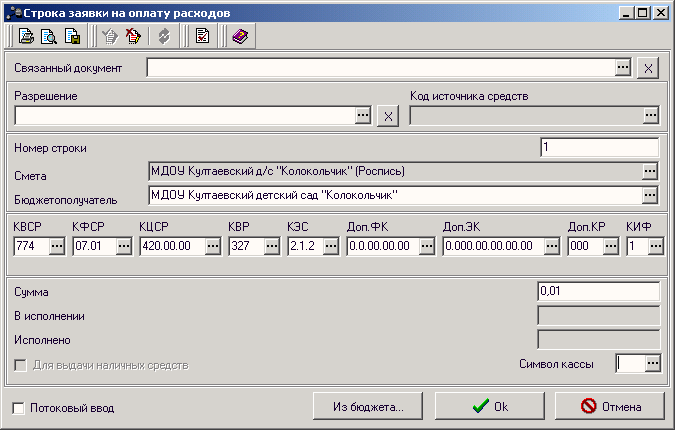 Строка заявки на оплату расходов
Связанный документ ... X
Разрешение Код источника средств
... X ...
Номер строки 1
Смета МДОУ Култаевский д/с "Колокольчик" (Роспись) ...
Бюджетополучатель МДОУ Култаевский детский сад "Колокольчик" ...
КВСР КФСР КЦСР КВР КЭС Доп.ФК Доп.ЭК Доп.КР КИФ
774 ... 07.01 ... 420.00.00 ... 327 ... 2.1.2 ... 0.0.00.00.00 ... 0.000.00.00.00.00 ... 000 ... 1 ...
Сумма 0,01
В исполнении
Исполнено
Для выдачи наличных средств Символ кассы ...
Потоковый ввод Из бюджета... Ok Отмена